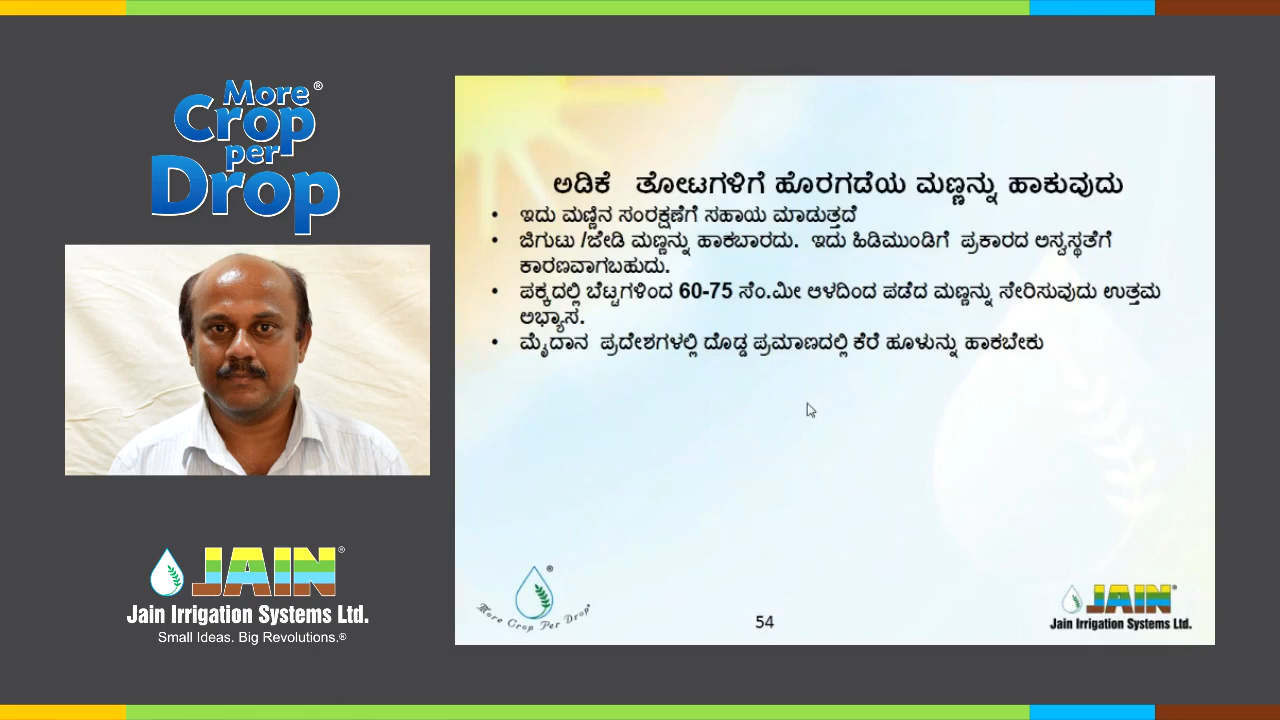 More
Crop
per
Drop
®
ಅಡಿಕೆ ತೋಟಗಳಿಗೆ ಹೊರಗಡೆಯ ಮಣ್ಣನ್ನು ಹಾಕುವುದು
• ಇದು ಮಣ್ಣಿನ ಸಂರಕ್ಷಣೆಗೆ ಸಹಾಯ ಮಾಡುತ್ತದೆ
• ಜಿಗುಟು /ಜೇಡಿ ಮಣ್ಣನ್ನು ಹಾಕಬಾರದು. ಇದು ಹಿಡಿಮುಂಡಿಗೆ ಪ್ರಕಾರದ ಅಸ್ವಸ್ಥತೆಗೆ
ಕಾರಣವಾಗಬಹುದು.
• ಪಕ್ಕದಲ್ಲಿ ಬೆಟ್ಟಗಳಿಂದ 60-75 ಸೆಂ.ಮೀ ಆಳದಿಂದ ಪಡೆದ ಮಣ್ಣನ್ನು ಸೇರಿಸುವುದು ಉತ್ತಮ
ಅಭ್ಯಾಸ.
• ಮೈದಾನ ಪ್ರದೇಶಗಳಲ್ಲಿ ದೊಡ್ಡ ಪ್ರಮಾಣದಲ್ಲಿ ಕೆರೆ ಹೂಳುನ್ನು ಹಾಕಬೇಕು
JAIN®
Jain Irrigation Systems Ltd.
Small Ideas. Big Revolutions.®
®
More Crop Per Drop®
54
JAIN®
Jain Irrigation Systems Ltd.